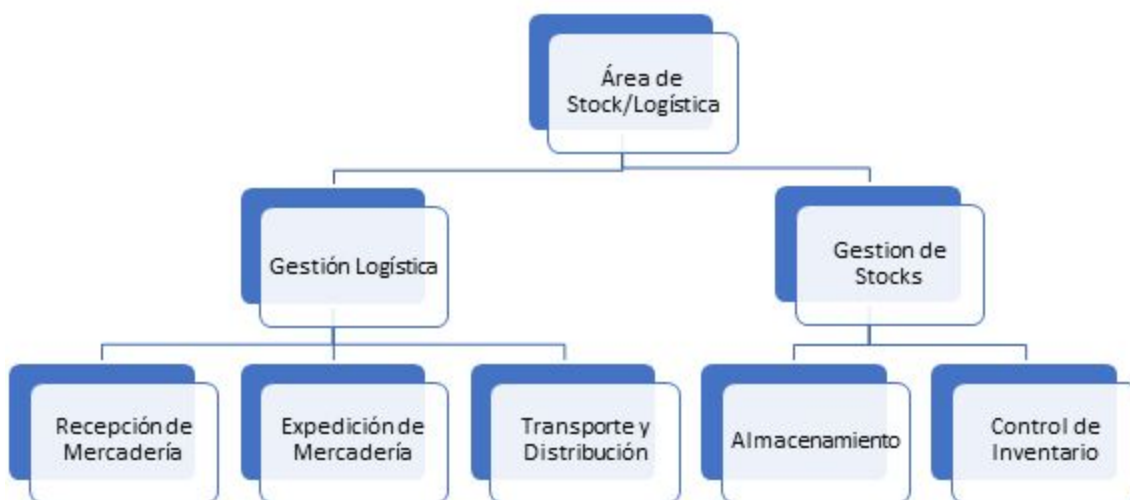 Área de
Stock/Logística
Gestión Logística
Gestion de
Stocks
Recepción de
Mercadería
Expedición de
Mercadería
Transporte y
Distribución
Almacenamiento
Control de
Inventario